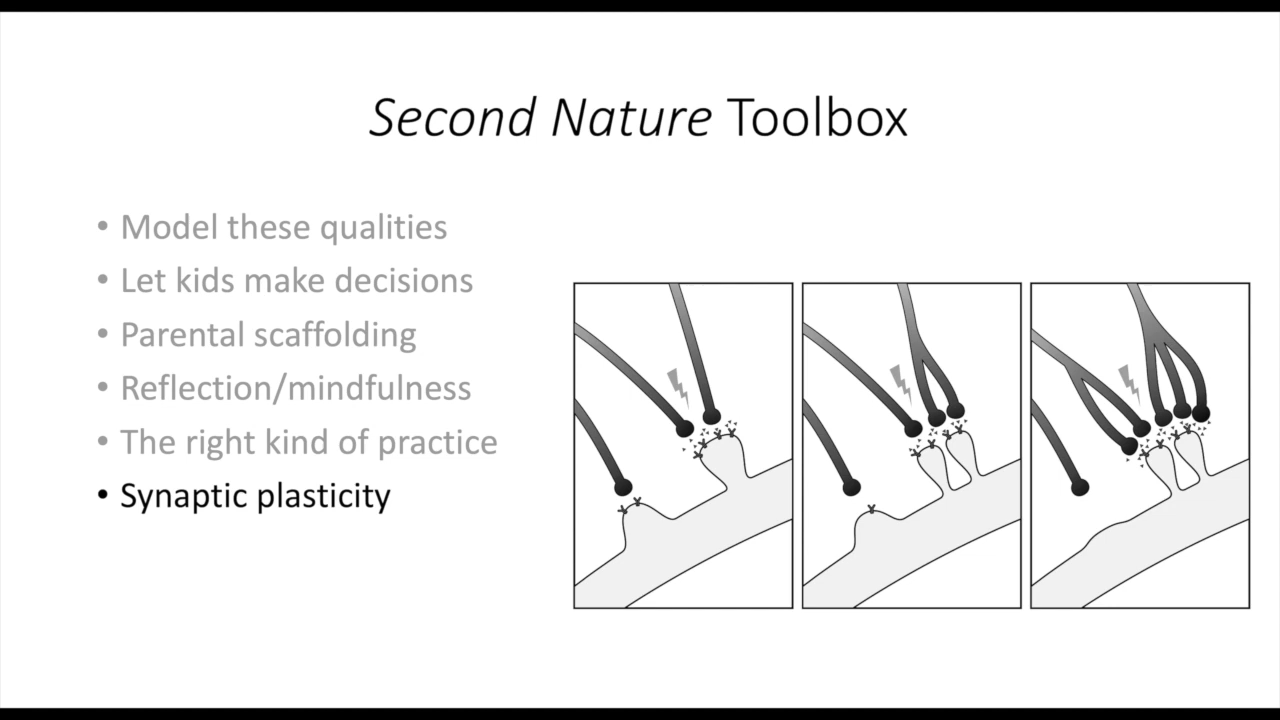 Second Nature Toolbox
• Model these qualities
• Let kids make decisions
• Parental scaffolding
• Reflection/mindfulness
• The right kind of practice
• Synaptic plasticity